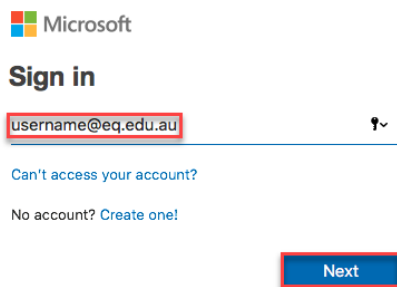 Microsoft
Sign in
username@eq.edu.au
Can't access your account?
No account? Create one!
Next